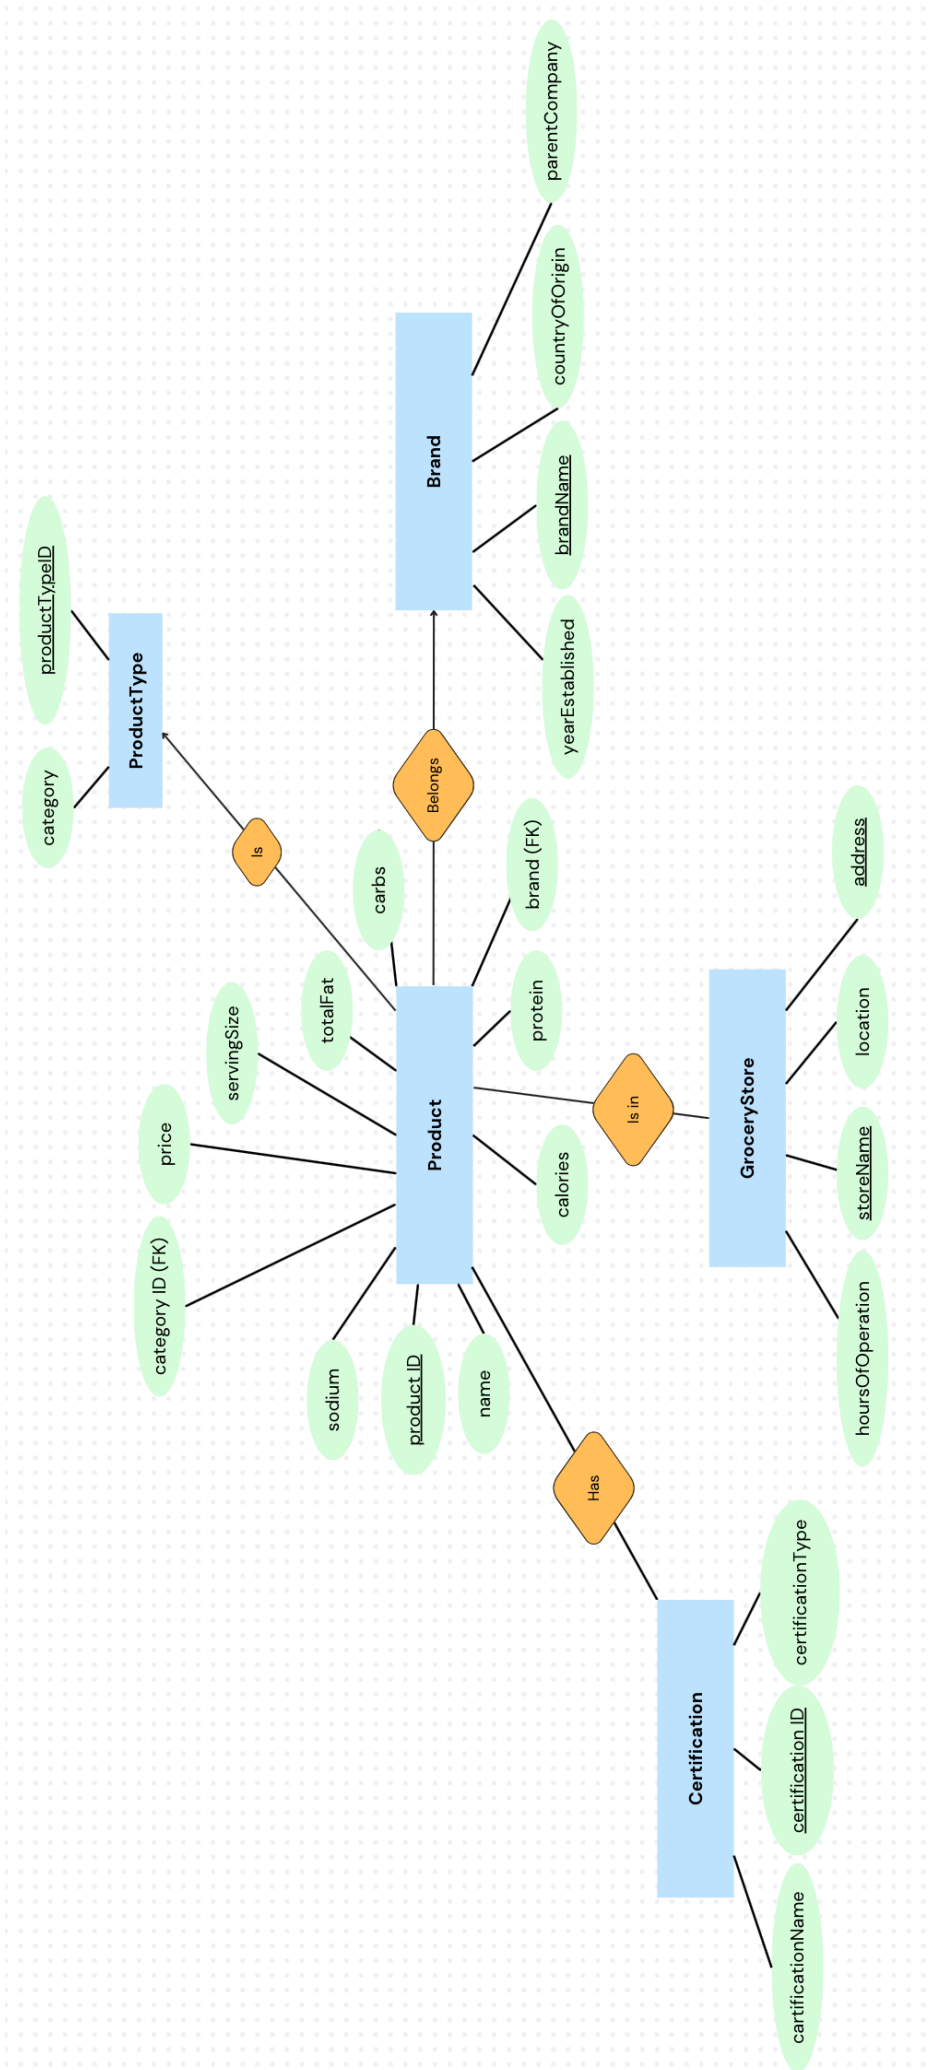 productTypeID
category
ProductType
Is
parentCompany
countryOfOrigin
brandName
yearEstablished
Brand
Belongs
carbs
totalFat
servingSize
price
category ID (FK)
sodium
product ID
name
Product
brand (FK)
protein
calories
Is in
GroceryStore
address
location
storeName
hoursOfOperation
Has
Certification
certificationType
certification ID
cartificationName